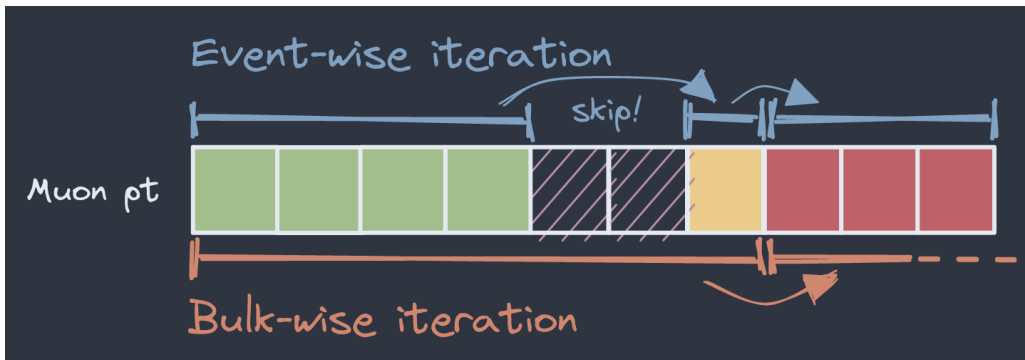 Event-wise iteration
skip!
Muon pt
Bulk-wise iteration